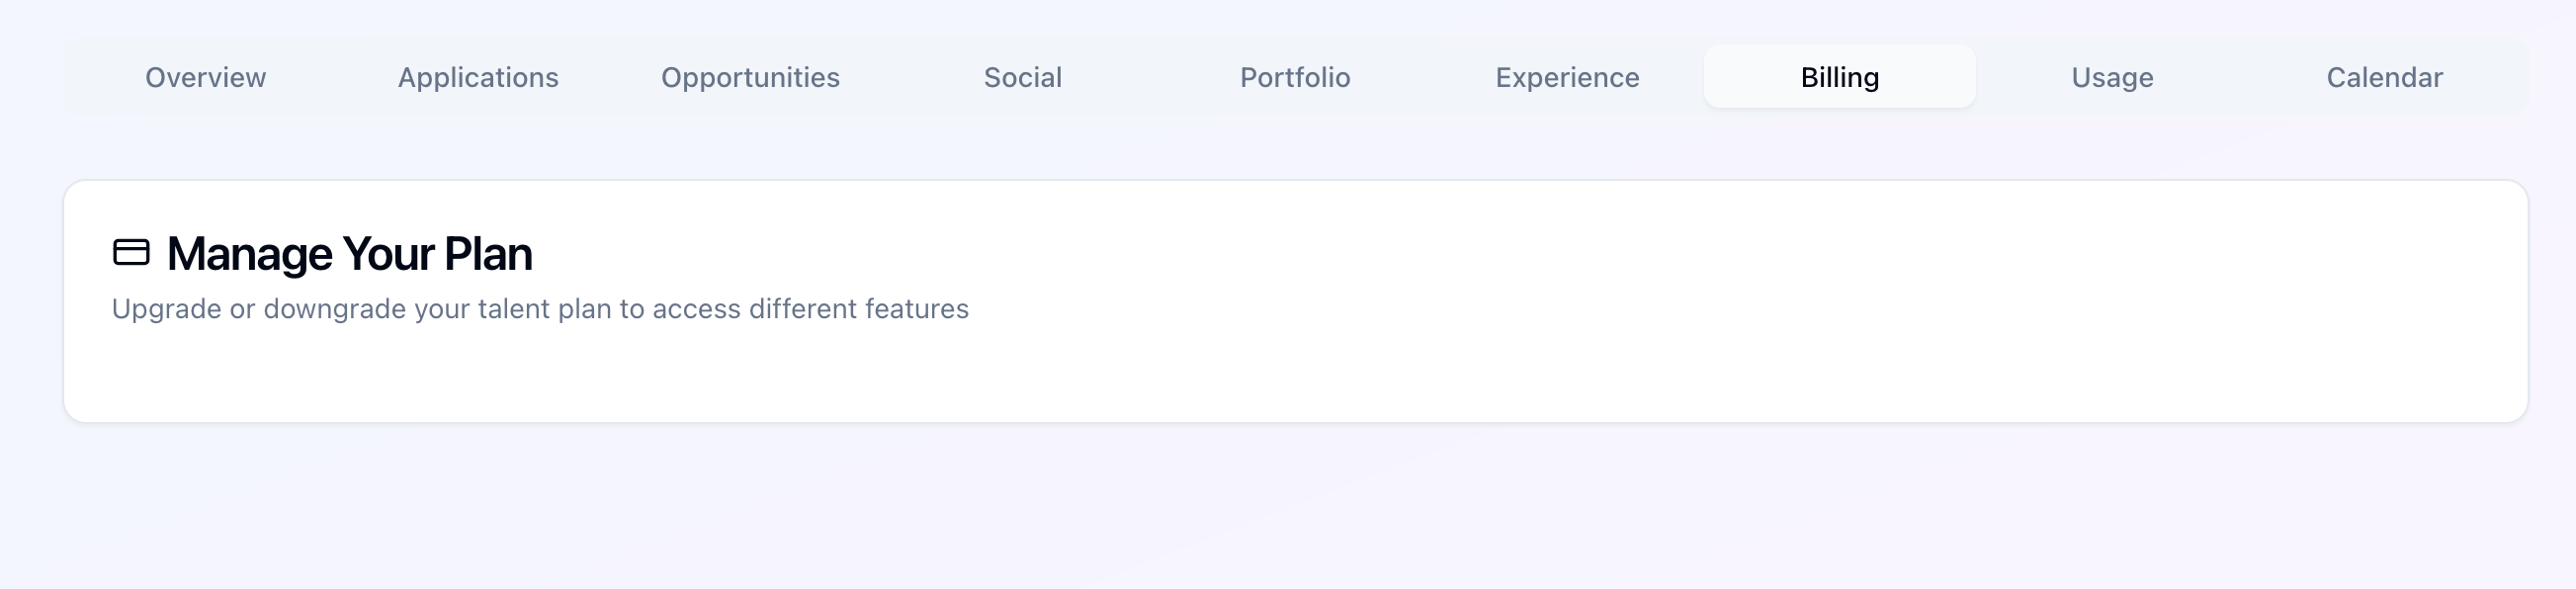 Overview Applications Opportunities Social Portfolio Experience Billing Usage Calendar
Manage Your Plan
Upgrade or downgrade your talent plan to access different features